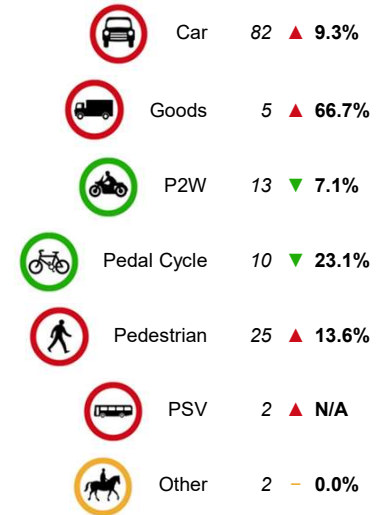 Car 82 ▲ 9.3%
Goods 5 ▲ 66.7%
P2W 13 ▼ 7.1%
Pedal Cycle 10 ▼ 23.1%
Pedestrian 25 ▲ 13.6%
PSV 2 ▲ N/A
Other 2 – 0.0%